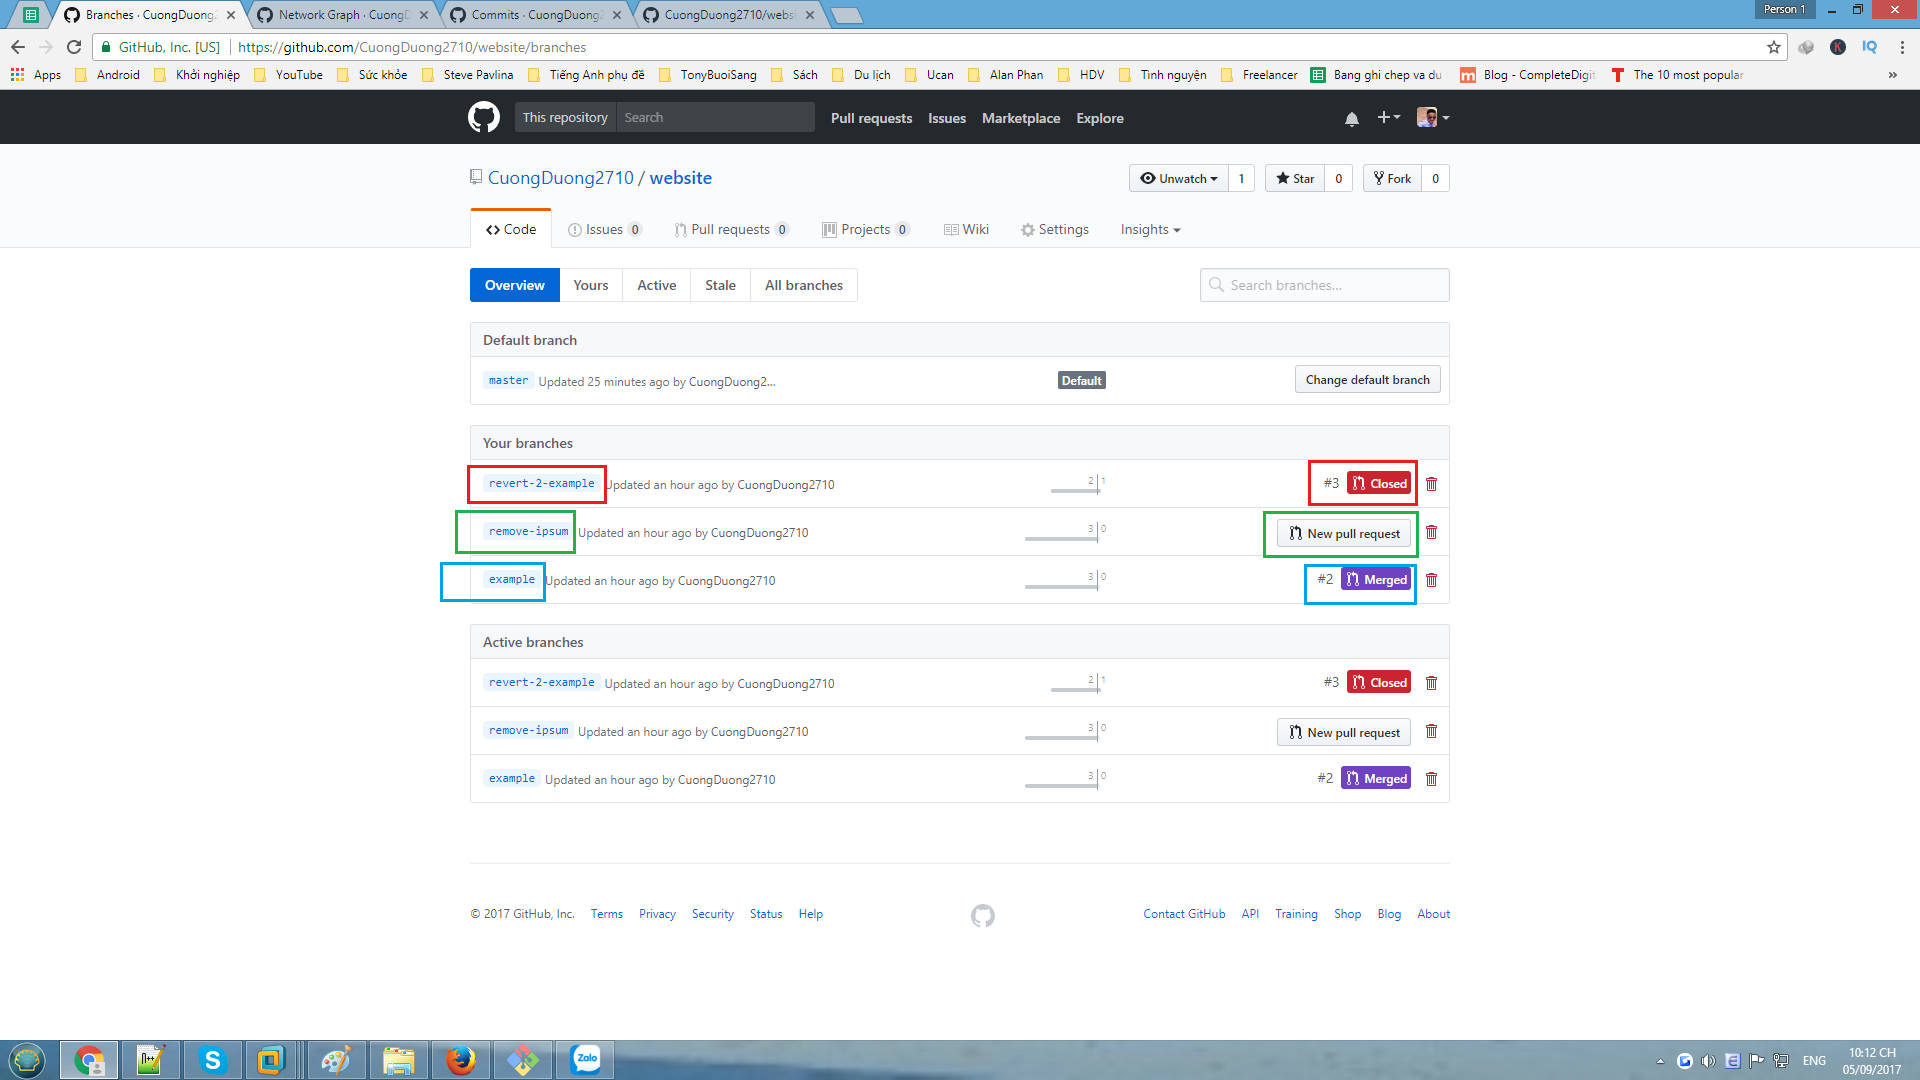 Branches · CuongDuong2 Network Graph · CuongD Commits · CuongDuong2 CuongDuong2710/websi Person 1
GitHub, Inc. [US] https://github.com/CuongDuong2710/website/branches
Apps Android Khởi nghiệp YouTube Sức khỏe Steve Pavlina Tiếng Anh phụ đề TonyBuoiSang Sách Du lịch Ucan Alan Phan HDV Tình nguyện Freelancer Bang ghi chep va du Blog - CompleteDigit The 10 most popular »
This repository Search Pull requests Issues Marketplace Explore
CuongDuong2710 / website Unwatch 1 Star 0 Fork 0
Code Issues 0 Pull requests 0 Projects 0 Wiki Settings Insights
Overview Yours Active Stale All branches Search branches...
Default branch
master Updated 25 minutes ago by CuongDuong2... Default Change default branch
Your branches
revert-2-example Updated an hour ago by CuongDuong2710 2 1 #3 Closed
remove-ipsum Updated an hour ago by CuongDuong2710 3 0 New pull request
example Updated an hour ago by CuongDuong2710 3 0 #2 Merged
Active branches
revert-2-example Updated an hour ago by CuongDuong2710 2 1 #3 Closed
remove-ipsum Updated an hour ago by CuongDuong2710 3 0 New pull request
example Updated an hour ago by CuongDuong2710 3 0 #2 Merged
© 2017 GitHub, Inc. Terms Privacy Security Status Help Contact GitHub API Training Shop Blog About
Zalo ENG 10:12 CH
05/09/2017